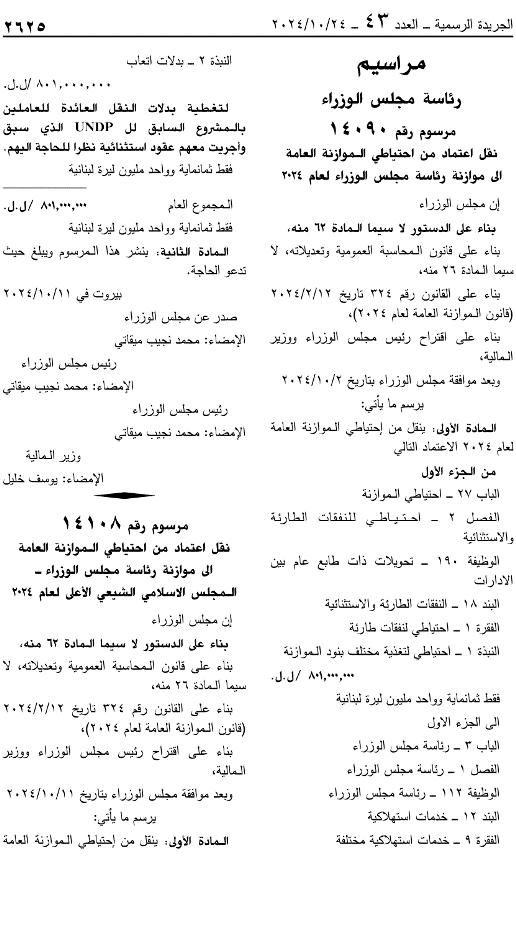 الجريدة الرسمية ــ العدد ٤٣ ــ ٢٠٢٤/١٠/٢٤
٢٦٢٥
مراسيم
رئاسة مجلس الوزراء
مرسوم رقم ١٤٠٩٠
نقل اعتماد من احتياطي الموازنة العامة
الى موازنة رئاسة مجلس الوزراء لعام ٢٠٢٤
إن مجلس الوزراء
بناء على الدستور لا سيما المادة ٦٢ منه،
بناء على قانون المحاسبة العمومية وتعديلاته، لا
سيما المادة ٢٦ منه،
بناء على القانون رقم ٣٢٤ تاريخ ٢٠٢٤/٢/١٢
(قانون الموازنة العامة لعام ٢٠٢٤)،
بناء على اقتراح رئيس مجلس الوزراء ووزير
المالية،
وبعد موافقة مجلس الوزراء بتاريخ ٢٠٢٤/١٠/٢
يرسم ما يأتي:
المادة الأولى: ينقل من إحتياطي الموازنة العامة
لعام ٢٠٢٤ الاعتماد التالي
من الجزء الأول
الباب ٢٧ ــ احتياطي الموازنة
الفصل ٢ ــ احتياطي للنفقات الطارئة
والاستثنائية
الوظيفة ١٩٠ ــ تحويلات ذات طابع عام بين
الادارات
البند ١٨ ــ النفقات الطارئة والاستثنائية
الفقرة ١ ــ احتياطي لنفقات طارئة
النبذة ١ ــ احتياطي لتغذية مختلف بنود الموازنة
٨٠١,٠٠٠,٠٠٠ /ل.ل.
فقط ثمانماية وواحد مليون ليرة لبنانية
الى الجزء الاول
الباب ٣ ــ رئاسة مجلس الوزراء
الفصل ١ ــ رئاسة مجلس الوزراء
الوظيفة ١١٢ ــ رئاسة مجلس الوزراء
البند ١٢ ــ خدمات استهلاكية
الفقرة ٩ ــ خدمات استهلاكية مختلفة
النبذة ٢ ــ بدلات اتعاب
٨٠١,٠٠٠,٠٠٠ /ل.ل.
لتغطية بدلات النقل العائدة للعاملين
بالمشروع السابق لل UNDP الذي سبق
وأجريت معهم عقود استثنائية نظرا للحاجة اليهم.
فقط ثمانماية وواحد مليون ليرة لبنانية
المجموع العام ٨٠١,٠٠٠,٠٠٠ /ل.ل.
فقط ثمانماية وواحد مليون ليرة لبنانية
المادة الثانية: ينشر هذا المرسوم ويبلغ حيث
تدعو الحاجة.
بيروت في ٢٠٢٤/١٠/١١
صدر عن مجلس الوزراء
الإمضاء: محمد نجيب ميقاتي
رئيس مجلس الوزراء
الإمضاء: محمد نجيب ميقاتي
رئيس مجلس الوزراء
الإمضاء: محمد نجيب ميقاتي
وزير المالية
الإمضاء: يوسف خليل
مرسوم رقم ١٤١٠٨
نقل اعتماد من احتياطي الموازنة العامة
الى موازنة رئاسة مجلس الوزراء ــ
المجلس الاسلامي الشيعي الأعلى لعام ٢٠٢٤
إن مجلس الوزراء
بناء على الدستور لا سيما المادة ٦٢ منه،
بناء على قانون المحاسبة العمومية وتعديلاته، لا
سيما المادة ٢٦ منه،
بناء على القانون رقم ٣٢٤ تاريخ ٢٠٢٤/٢/١٢
(قانون الموازنة العامة لعام ٢٠٢٤)،
بناء على اقتراح رئيس مجلس الوزراء ووزير
المالية،
وبعد موافقة مجلس الوزراء بتاريخ ٢٠٢٤/١٠/١١
يرسم ما يأتي:
المادة الأولى: ينقل من إحتياطي الموازنة العامة